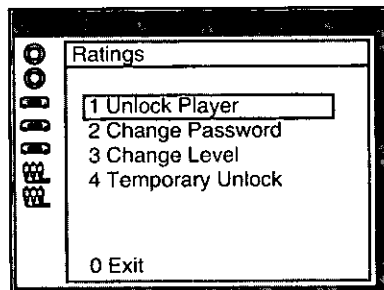 Ratings
1 Unlock Player
2 Change Password
3 Change Level
4 Temporary Unlock
0 Exit